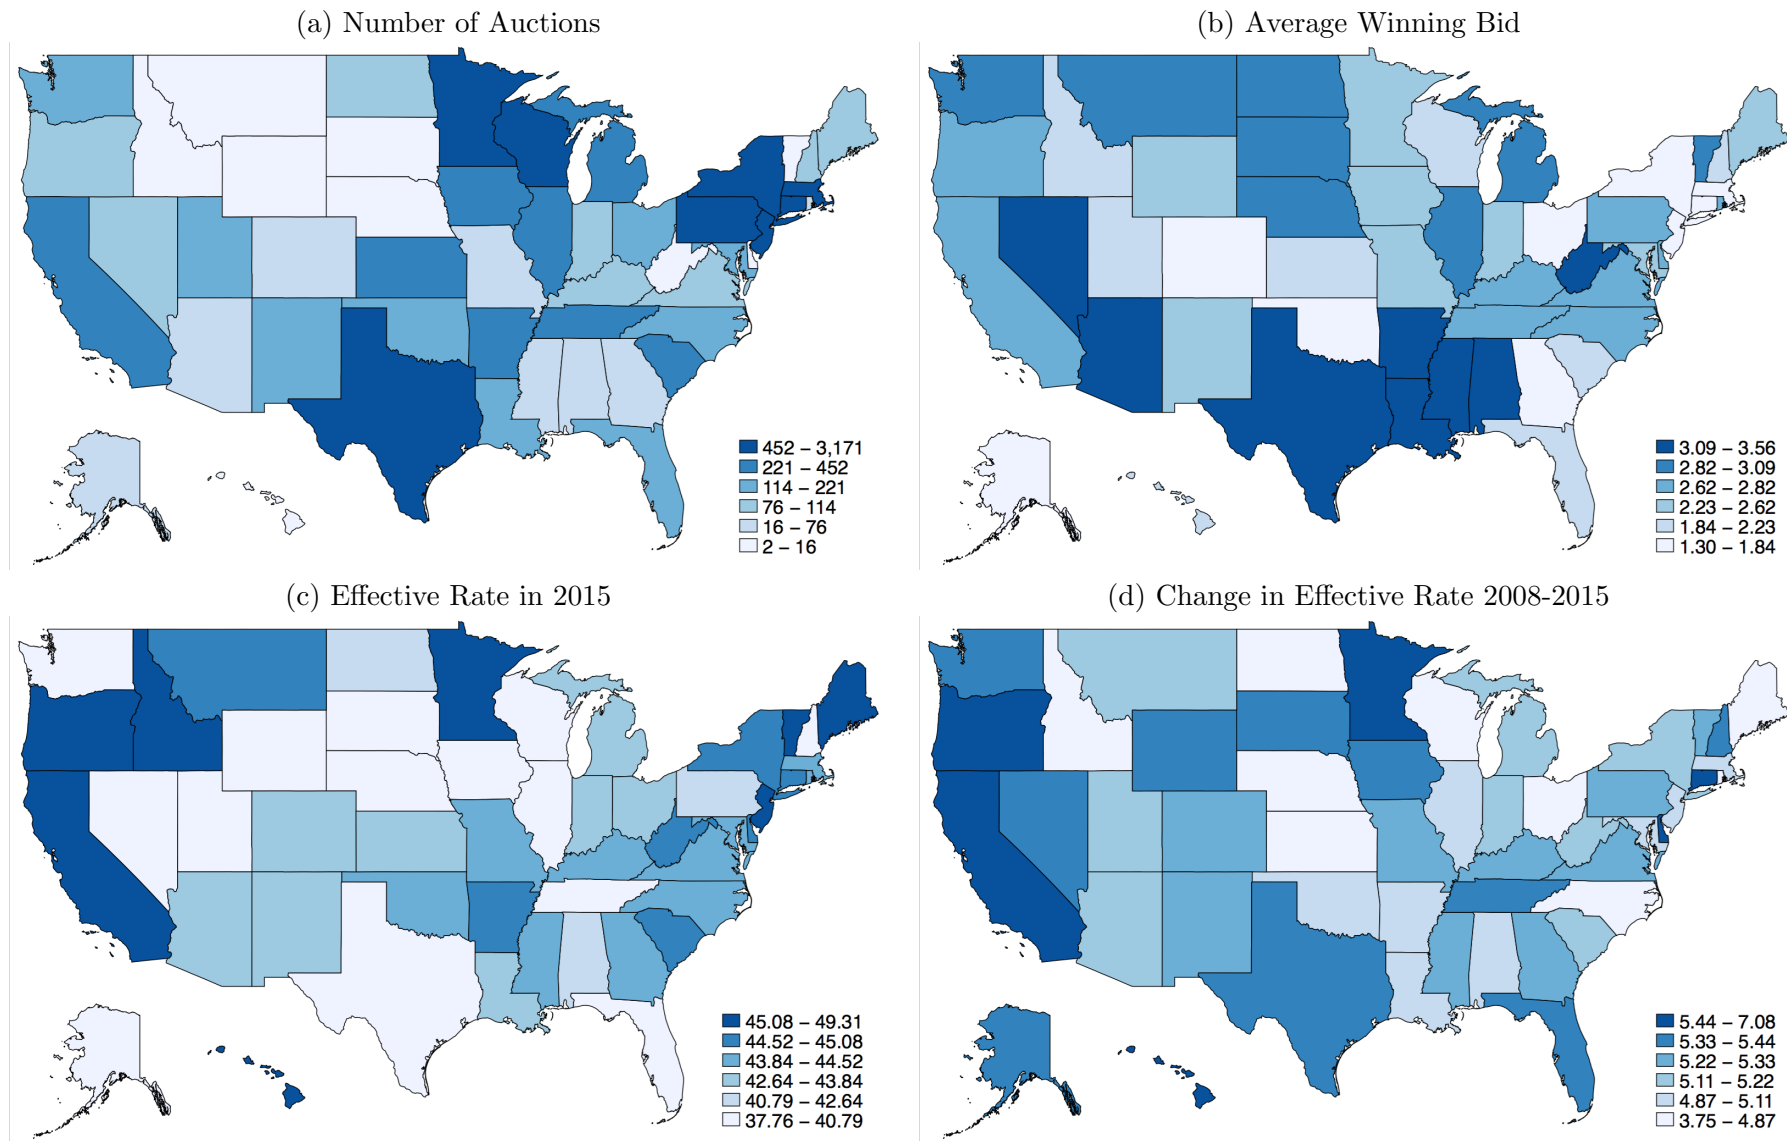 (a) Number of Auctions
452 – 3,171
221 – 452
114 – 221
76 – 114
16 – 76
2 – 16
(b) Average Winning Bid
3.09 – 3.56
2.82 – 3.09
2.62 – 2.82
2.23 – 2.62
1.84 – 2.23
1.30 – 1.84
(c) Effective Rate in 2015
45.08 – 49.31
44.52 – 45.08
43.84 – 44.52
42.64 – 43.84
40.79 – 42.64
37.76 – 40.79
(d) Change in Effective Rate 2008-2015
5.44 – 7.08
5.33 – 5.44
5.22 – 5.33
5.11 – 5.22
4.87 – 5.11
3.75 – 4.87